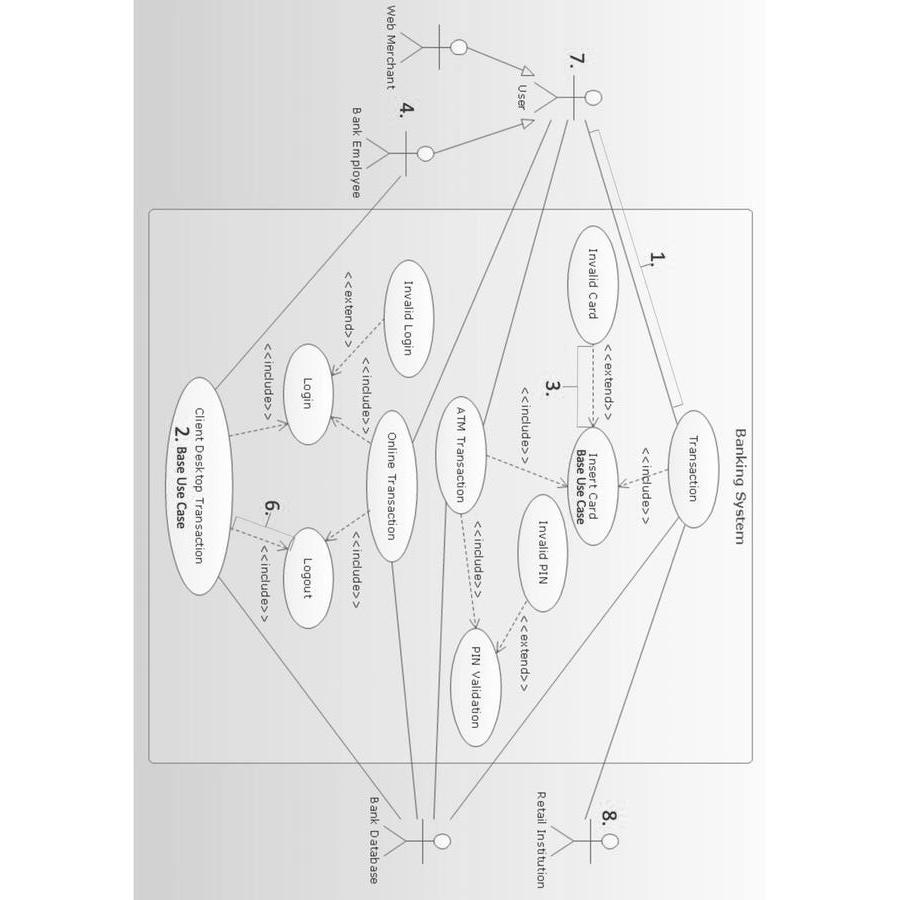 Banking System
1.
Transaction
<<include>>
8.
Retail Institution
7.
User
Invalid Card
<<extend>>
3.
Insert Card
Base Use Case
<<include>>
Invalid PIN
<<extend>>
ATM Transaction
<<include>>
PIN Validation
Web Merchant
4.
Bank Employee
Invalid Login
<<extend>>
<<include>>
Online Transaction
<<include>>
Bank Database
Login
<<include>>
6.
Logout
<<include>>
Client Desktop Transaction
2. Base Use Case